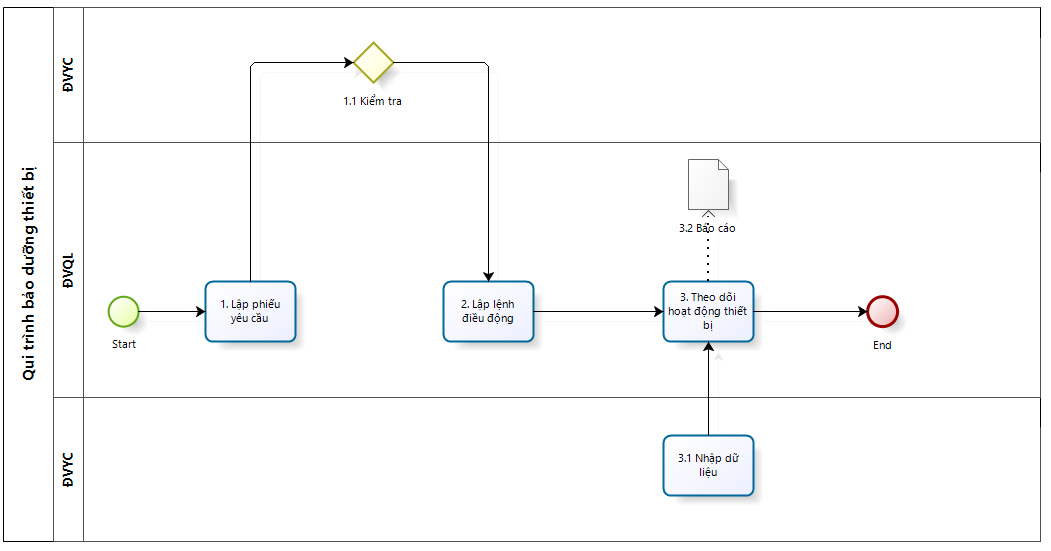 Qui trình bảo dưỡng thiết bị
ĐVYC
1.1 Kiểm tra
ĐVQL
Start
1. Lập phiếu
yêu cầu
2. Lập lệnh
điều động
3.2 Báo cáo
3. Theo dõi
hoạt động thiết
bị
End
ĐVYC
3.1 Nhập dữ
liệu